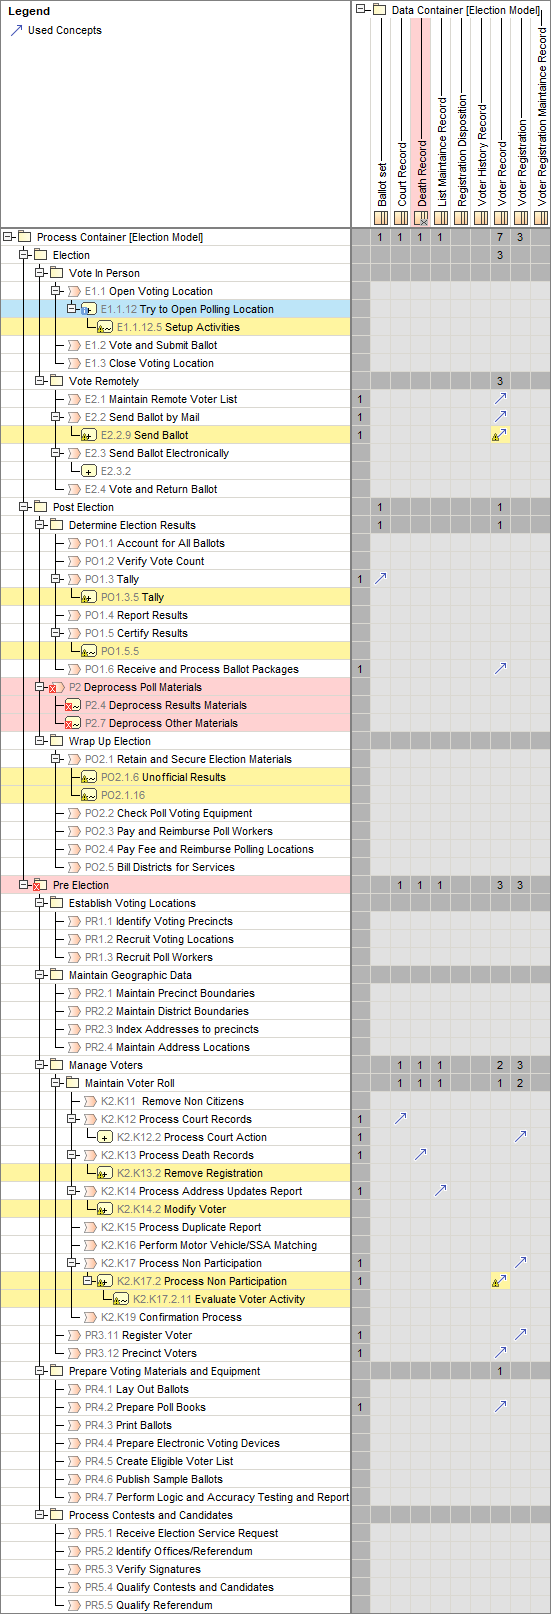 Legend
Used Concepts
Data Container [Election Model]
Ballot set
Court Record
Death Record
List Maintaince Record
Registration Disposition
Voter History Record
Voter Record
Voter Registration
Voter Registration Maintaince Record
Process Container [Election Model] 1 1 1 1 7 3
Election 3
Vote In Person
E1.1 Open Voting Location
E1.1.12 Try to Open Polling Location
E1.1.12.5 Setup Activities
E1.2 Vote and Submit Ballot
E1.3 Close Voting Location
Vote Remotely 3
E2.1 Maintain Remote Voter List 1
E2.2 Send Ballot by Mail 1
E2.2.9 Send Ballot 1
E2.3 Send Ballot Electronically
E2.3.2
E2.4 Vote and Return Ballot
Post Election 1 1
Determine Election Results 1 1
PO1.1 Account for All Ballots
PO1.2 Verify Vote Count
PO1.3 Tally 1
PO1.3.5 Tally
PO1.4 Report Results
PO1.5 Certify Results
PO1.5.5
PO1.6 Receive and Process Ballot Packages 1
P2 Deprocess Poll Materials
P2.4 Deprocess Results Materials
P2.7 Deprocess Other Materials
Wrap Up Election
PO2.1 Retain and Secure Election Materials
PO2.1.6 Unofficial Results
PO2.1.16
PO2.2 Check Poll Voting Equipment
PO2.3 Pay and Reimburse Poll Workers
PO2.4 Pay Fee and Reimburse Polling Locations
PO2.5 Bill Districts for Services
Pre Election 1 1 1 3 3
Establish Voting Locations
PR1.1 Identify Voting Precincts
PR1.2 Recruit Voting Locations
PR1.3 Recruit Poll Workers
Maintain Geographic Data
PR2.1 Maintain Precinct Boundaries
PR2.2 Maintain District Boundaries
PR2.3 Index Addresses to precincts
PR2.4 Maintain Address Locations
Manage Voters 1 1 1 2 3
Maintain Voter Roll 1 1 1 1 2
K2.K11 Remove Non Citizens
K2.K12 Process Court Records 1
K2.K12.2 Process Court Action 1
K2.K13 Process Death Records 1
K2.K13.2 Remove Registration
K2.K14 Process Address Updates Report 1
K2.K14.2 Modify Voter
K2.K15 Process Duplicate Report
K2.K16 Perform Motor Vehicle/SSA Matching
K2.K17 Process Non Participation 1
K2.K17.2 Process Non Participation 1
K2.K17.2.11 Evaluate Voter Activity
K2.K19 Confirmation Process
PR3.11 Register Voter 1
PR3.12 Precinct Voters 1
Prepare Voting Materials and Equipment 1
PR4.1 Lay Out Ballots
PR4.2 Prepare Poll Books 1
PR4.3 Print Ballots
PR4.4 Prepare Electronic Voting Devices
PR4.5 Create Eligible Voter List
PR4.6 Publish Sample Ballots
PR4.7 Perform Logic and Accuracy Testing and Report
Process Contests and Candidates
PR5.1 Receive Election Service Request
PR5.2 Identify Offices/Referendum
PR5.3 Verify Signatures
PR5.4 Qualify Contests and Candidates
PR5.5 Qualify Referendum